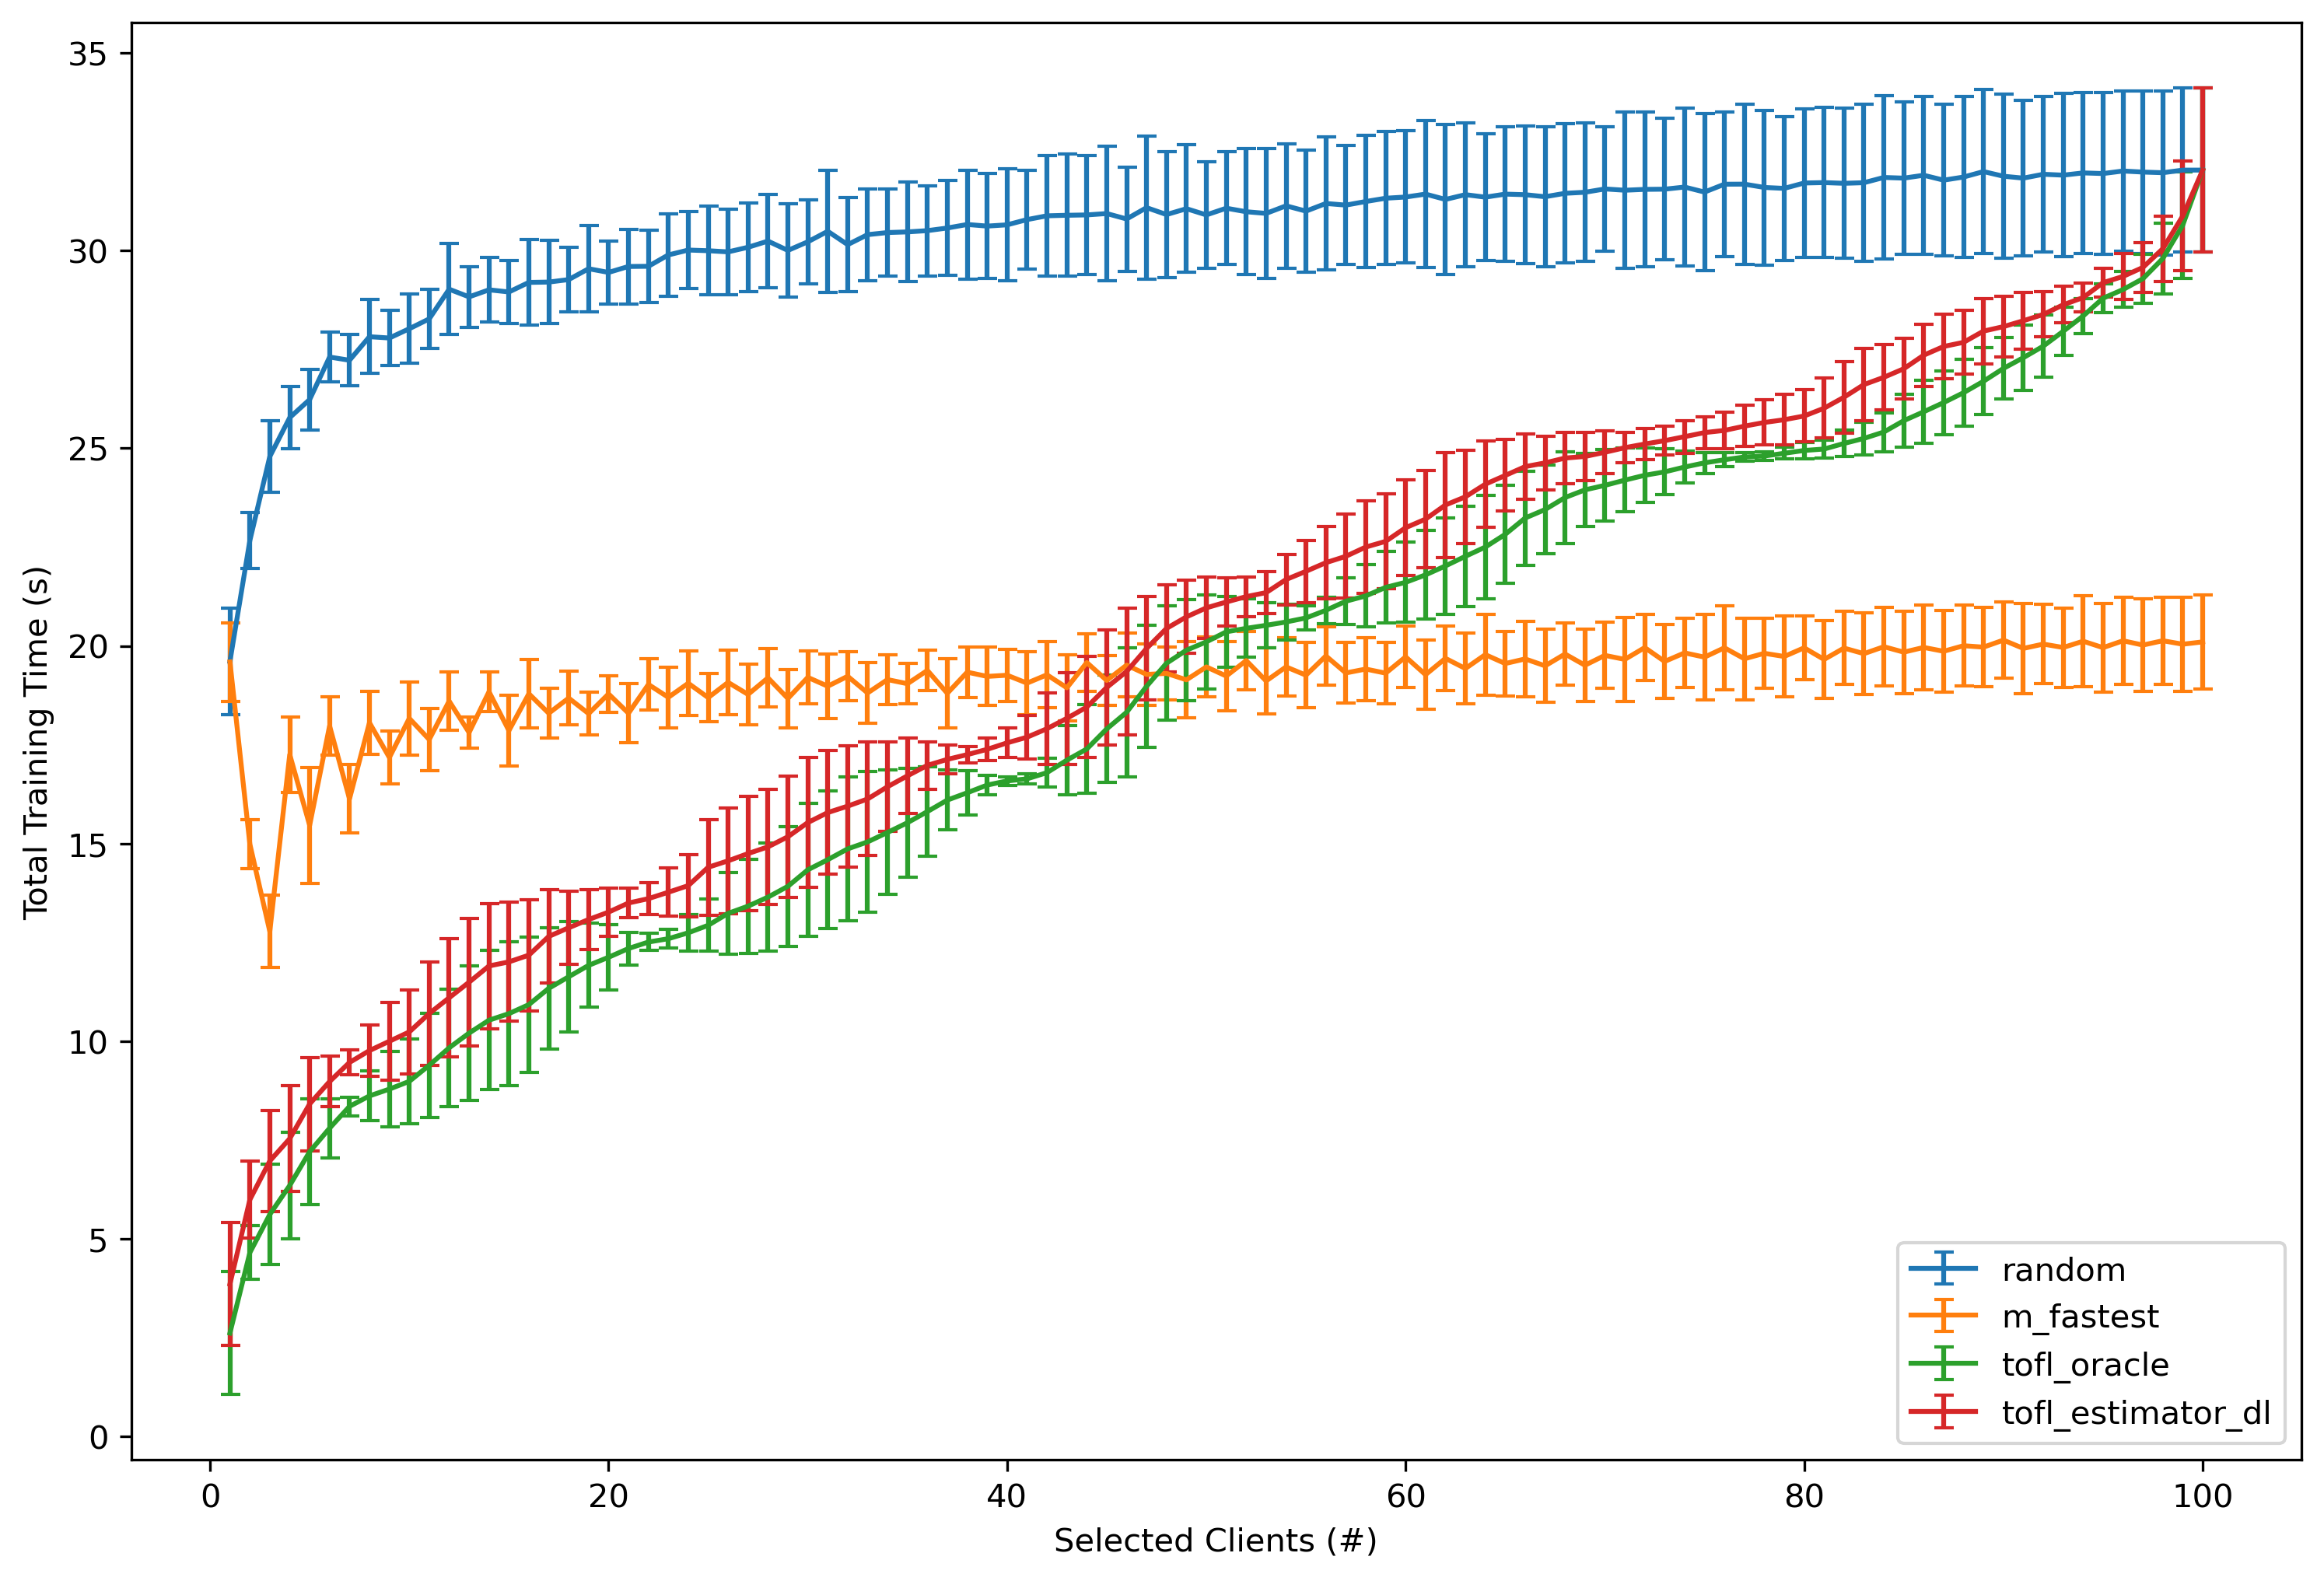 Total Training Time (s)
35
30
25
20
15
10
5
0
0 20 40 60 80 100
Selected Clients (#)
random
m_fastest
tofl_oracle
tofl_estimator_dl